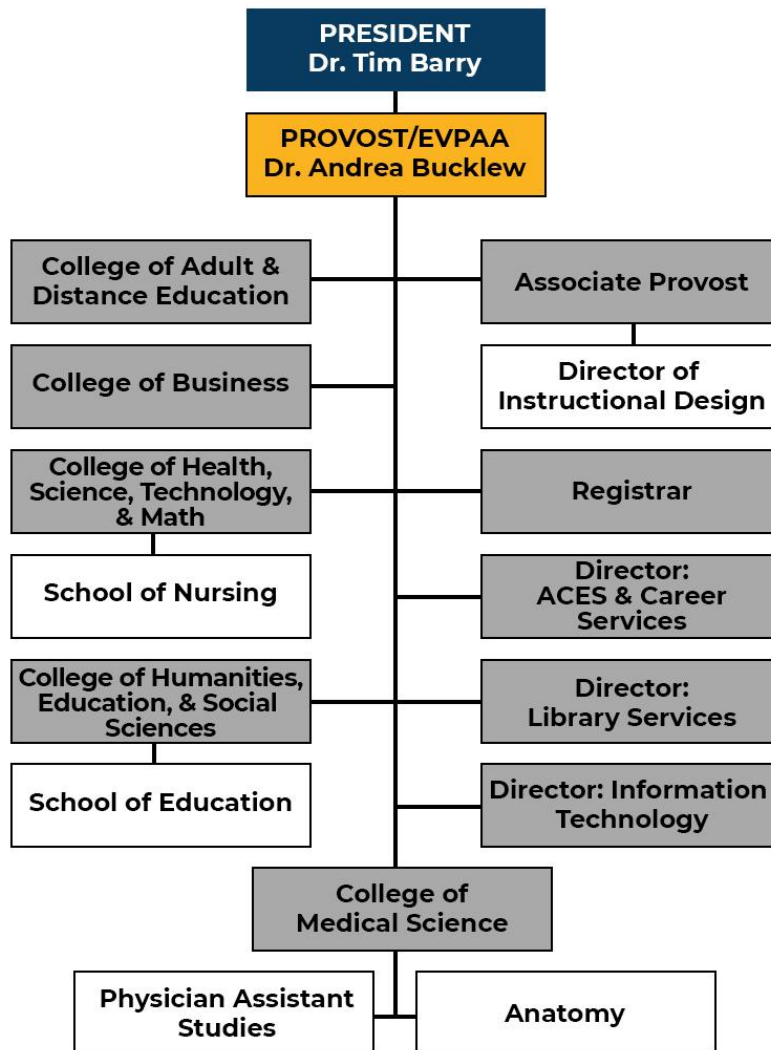 PRESIDENT
Dr. Tim Barry
PROVOST/EVPAA
Dr. Andrea Bucklew
College of Adult &
Distance Education
Associate Provost
College of Business
Director of
Instructional Design
College of Health,
Science, Technology,
& Math
Registrar
School of Nursing
Director:
ACES & Career
Services
College of Humanities,
Education, & Social
Sciences
Director:
Library Services
School of Education
Director: Information
Technology
College of
Medical Science
Physician Assistant
Studies
Anatomy